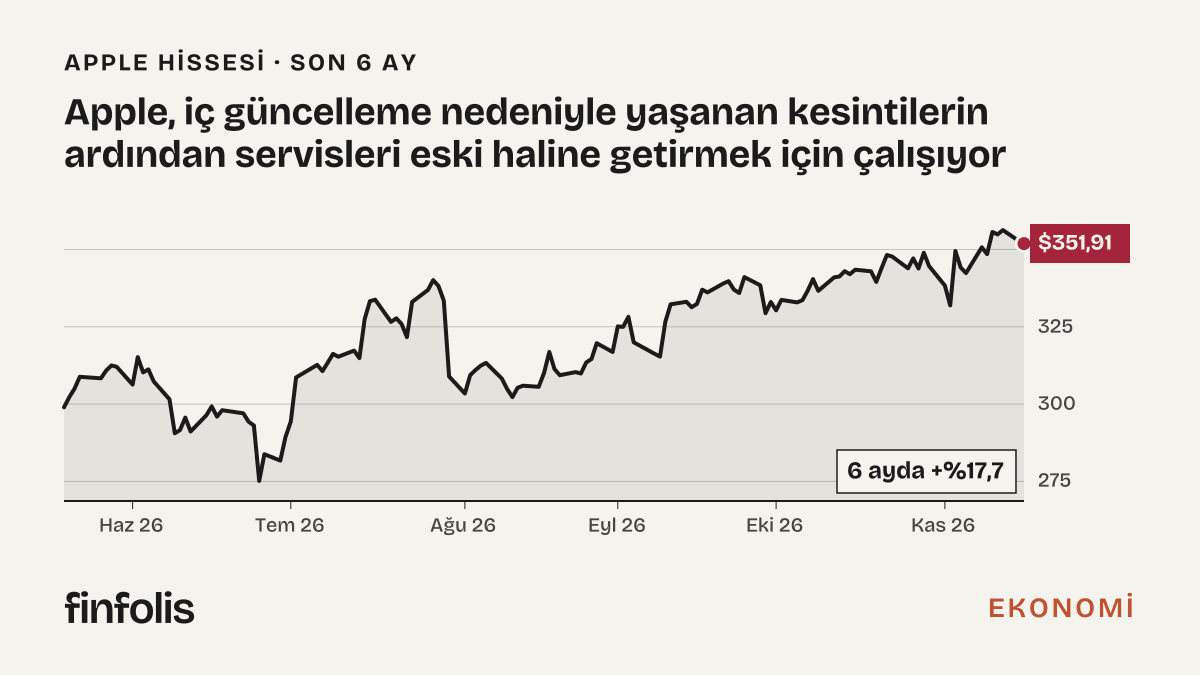 APPLE HİSSESİ · SON 6 AY
Apple, iç güncelleme nedeniyle yaşanan kesintilerin
ardından servisleri eski haline getirmek için çalışıyor
$351,91
325
300
275
6 ayda +%17,7
Haz 26 Tem 26 Ağu 26 Eyl 26 Eki 26 Kas 26
finfolis
EKONOMİ